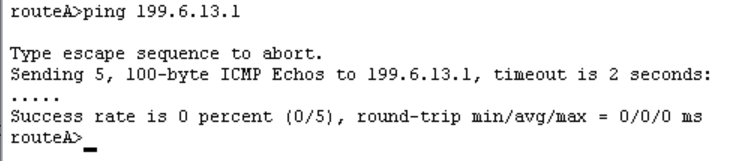 routeA>ping 199.6.13.1
Type escape sequence to abort.
Sending 5, 100-byte ICMP Echos to 199.6.13.1, timeout is 2 seconds:
.....
Success rate is 0 percent (0/5), round-trip min/avg/max = 0/0/0 ms
routeA>